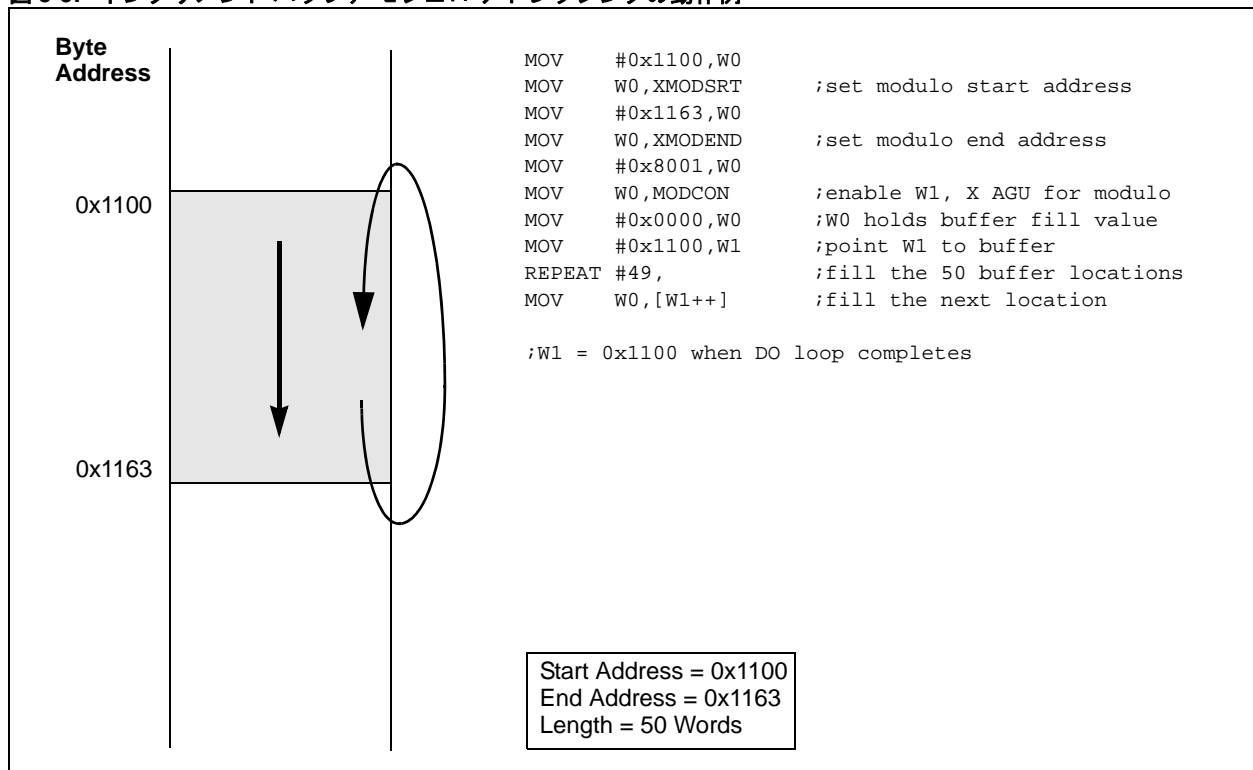 Byte
Address
0x1100
0x1163
MOV #0x1100,W0
MOV W0,XMODSRT ;set modulo start address
MOV #0x1163,W0
MOV W0,XMODEND ;set modulo end address
MOV #0x8001,W0
MOV W0,MODCON ;enable W1, X AGU for modulo
MOV #0x0000,W0 ;W0 holds buffer fill value
MOV #0x1100,W1 ;point W1 to buffer
REPEAT #49, ;fill the 50 buffer locations
MOV W0,[W1++] ;fill the next location
;W1 = 0x1100 when DO loop completes
Start Address = 0x1100
End Address = 0x1163
Length = 50 Words